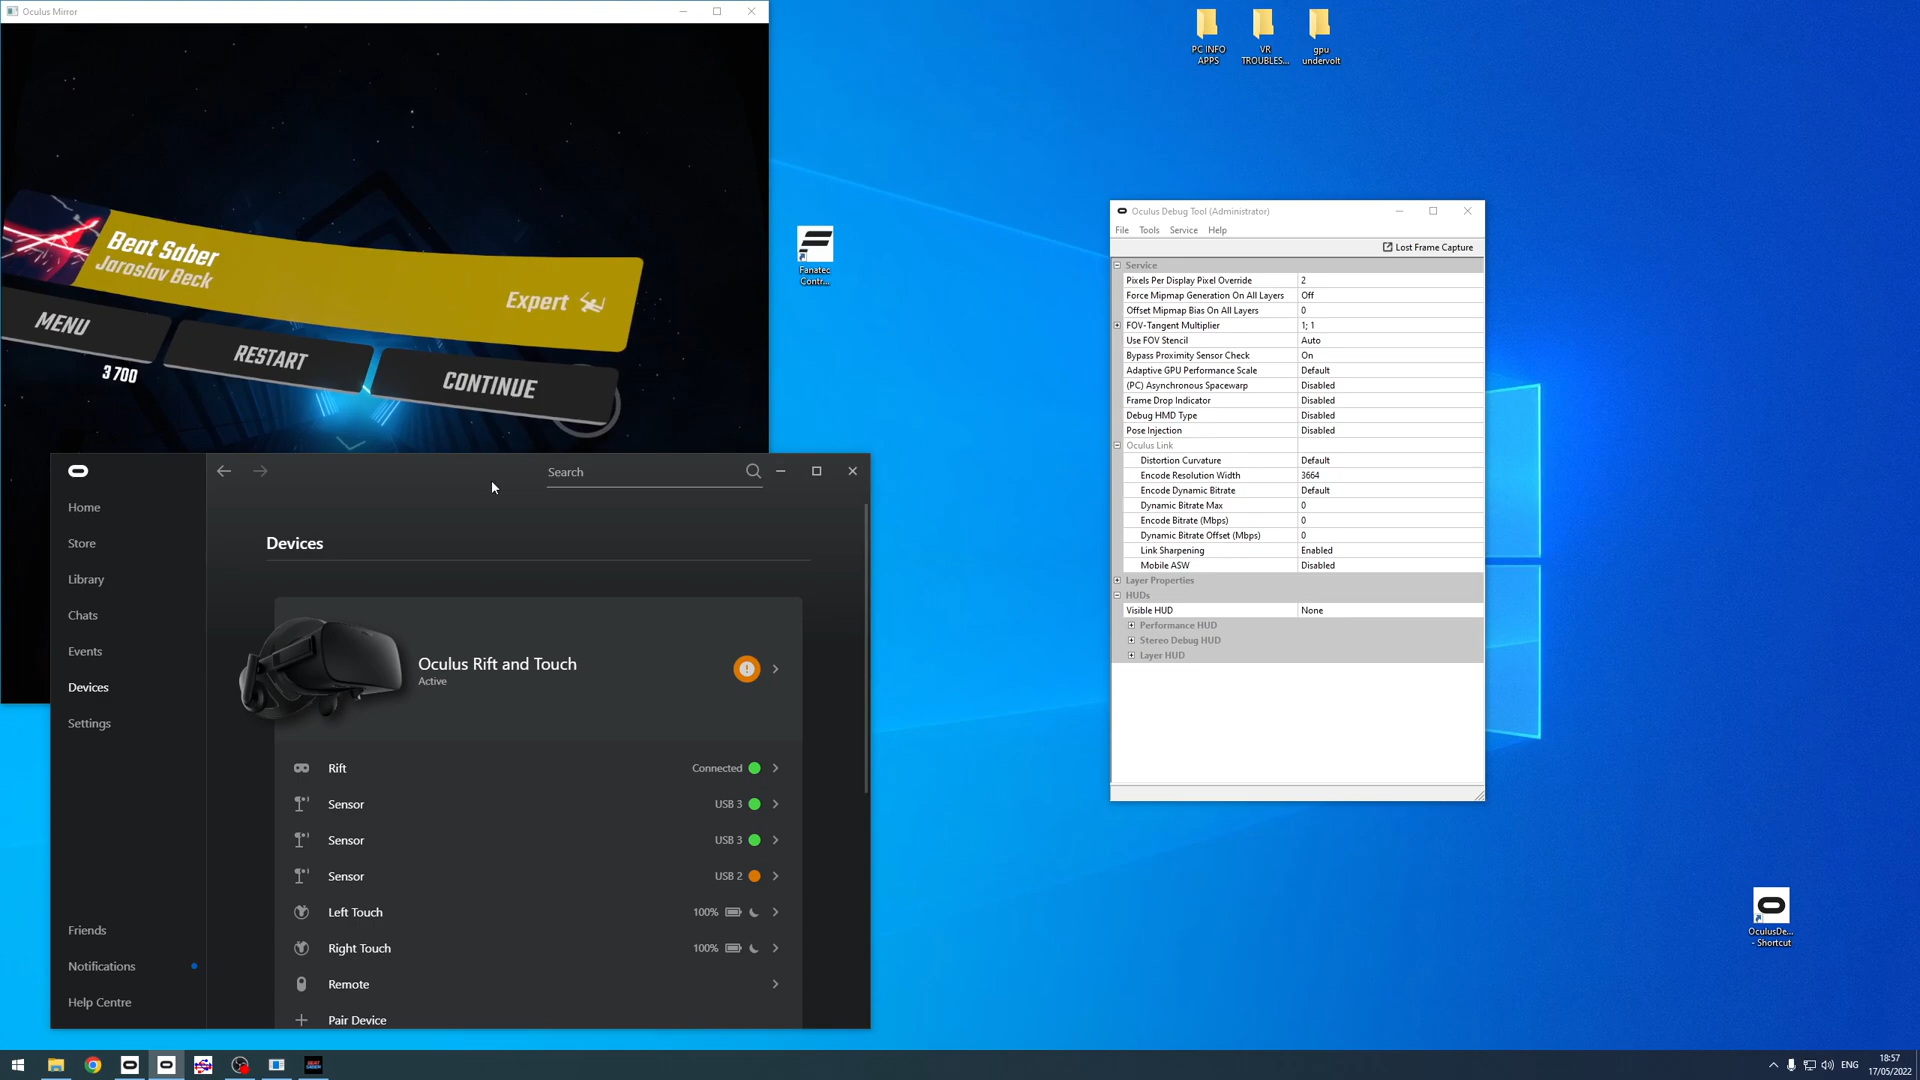 Oculus Mirror
Beat Saber
Jaroslav Beck
Expert
MENU
RESTART
CONTINUE
3 700
PC INFO
APPS
VR
TROUBLES...
gpu
undervolt
Fanatec
Contr...
Oculus Debug Tool (Administrator)
File Tools Service Help
Lost Frame Capture
Service
Pixels Per Display Pixel Override 2
Force Mipmap Generation On All Layers Off
Offset Mipmap Bias On All Layers 0
FOV-Tangent Multiplier 1; 1
Use FOV Stencil Auto
Bypass Proximity Sensor Check On
Adaptive GPU Performance Scale Default
(PC) Asynchronous Spacewarp Disabled
Frame Drop Indicator Disabled
Debug HMD Type Disabled
Pose Injection Disabled
Oculus Link
Distortion Curvature Default
Encode Resolution Width 3664
Encode Dynamic Bitrate Default
Dynamic Bitrate Max 0
Encode Bitrate (Mbps) 0
Dynamic Bitrate Offset (Mbps) 0
Link Sharpening Enabled
Mobile ASW Disabled
Layer Properties
HUDs
Visible HUD None
Performance HUD
Stereo Debug HUD
Layer HUD
Search
Home
Store
Library
Chats
Events
Devices
Settings
Friends
Notifications
Help Centre
Devices
Oculus Rift and Touch
Active
Rift Connected
Sensor USB 3
Sensor USB 3
Sensor USB 2
Left Touch 100%
Right Touch 100%
Remote
Pair Device
OculusDe...
- Shortcut
BEAT
SABER
ENG
18:57
17/05/2022